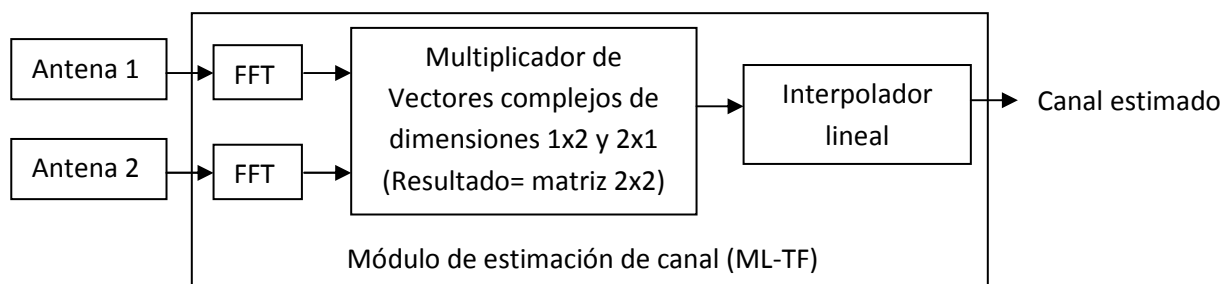 Antena 1
FFT
Antena 2
FFT
Multiplicador de
Vectores complejos de
dimensiones 1x2 y 2x1
(Resultado= matriz 2x2)
Interpolador
lineal
Canal estimado
Módulo de estimación de canal (ML-TF)